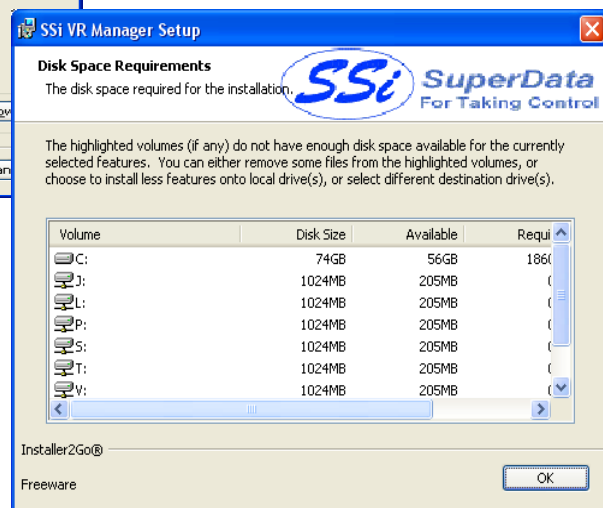 SSi VR Manager Setup
Disk Space Requirements
The disk space required for the installation.
SSi
SuperData
For Taking Control
The highlighted volumes (if any) do not have enough disk space available for the currently
selected features. You can either remove some files from the highlighted volumes, or
choose to install less features onto local drive(s), or select different destination drive(s).
Volume Disk Size Available Requi
C: 74GB 56GB 186
J: 1024MB 205MB
L: 1024MB 205MB
P: 1024MB 205MB
S: 1024MB 205MB
T: 1024MB 205MB
V: 1024MB 205MB
Installer2Go®
Freeware
OK